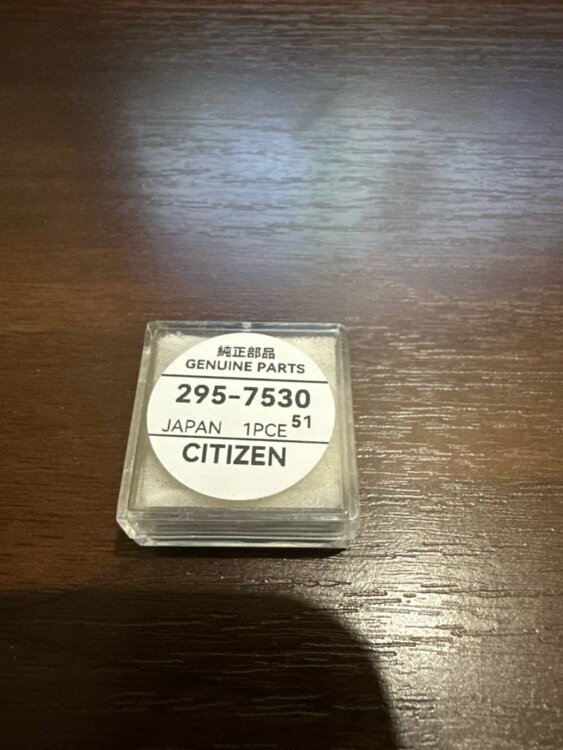 純正部品
GENUINE PARTS
295-7530
JAPAN 1PCE 51
CITIZEN